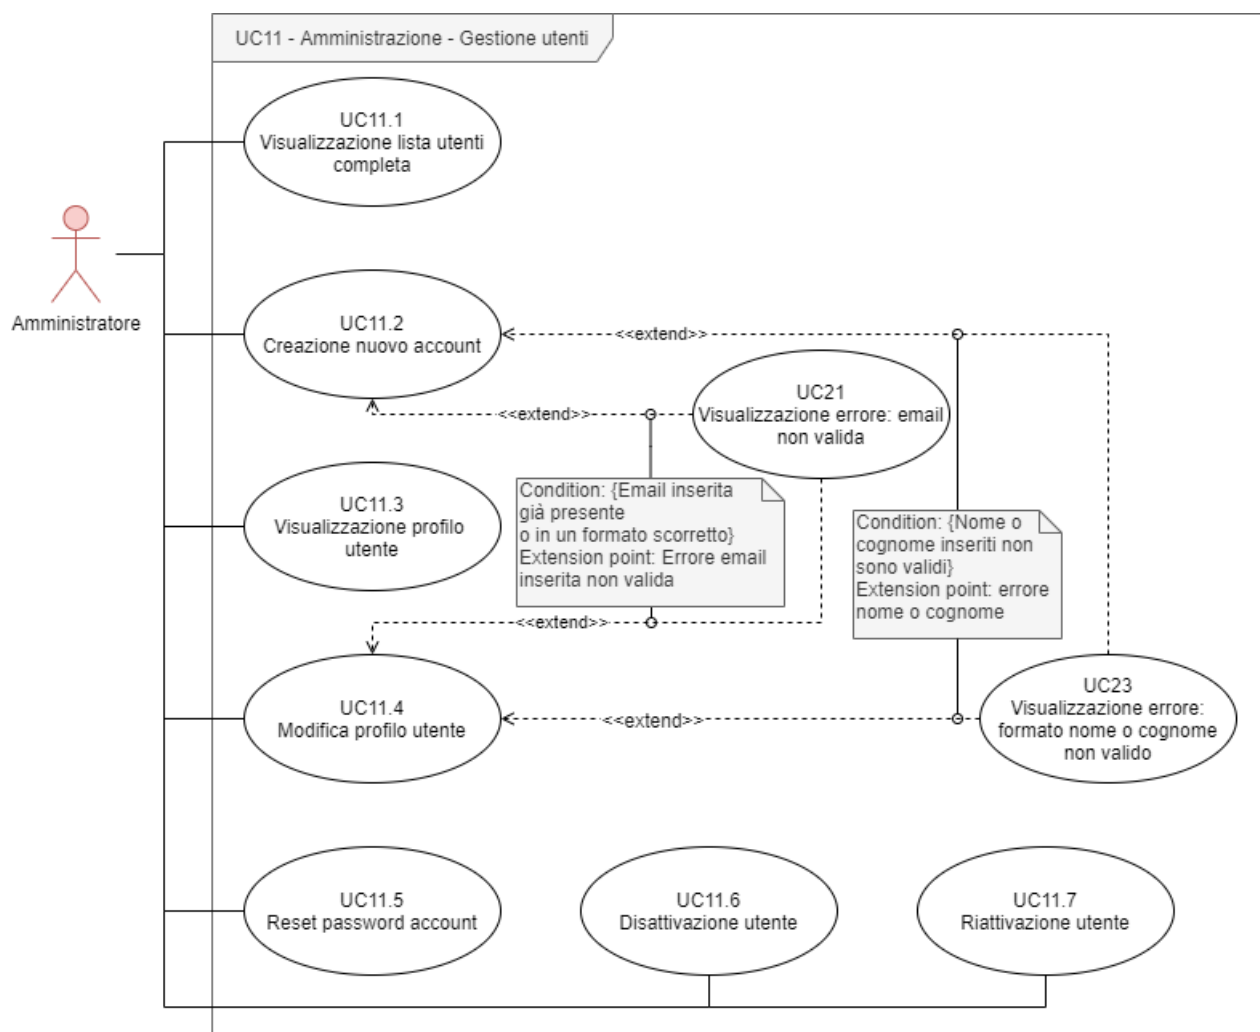 UC11 - Amministrazione - Gestione utenti
UC11.1
Visualizzazione lista utenti
completa
Amministratore
UC11.2
Creazione nuovo account
<<extend>>
UC21
Visualizzazione errore: email
non valida
<<extend>>
UC11.3
Visualizzazione profilo
utente
Condition: {Email inserita
già presente
o in un formato scorretto}
Extension point: Errore email
inserita non valida
Condition: {Nome o
cognome inseriti non
sono validi}
Extension point: errore
nome o cognome
<<extend>>
UC11.4
Modifica profilo utente
<<extend>>
UC23
Visualizzazione errore:
formato nome o cognome
non valido
UC11.5
Reset password account
UC11.6
Disattivazione utente
UC11.7
Riattivazione utente